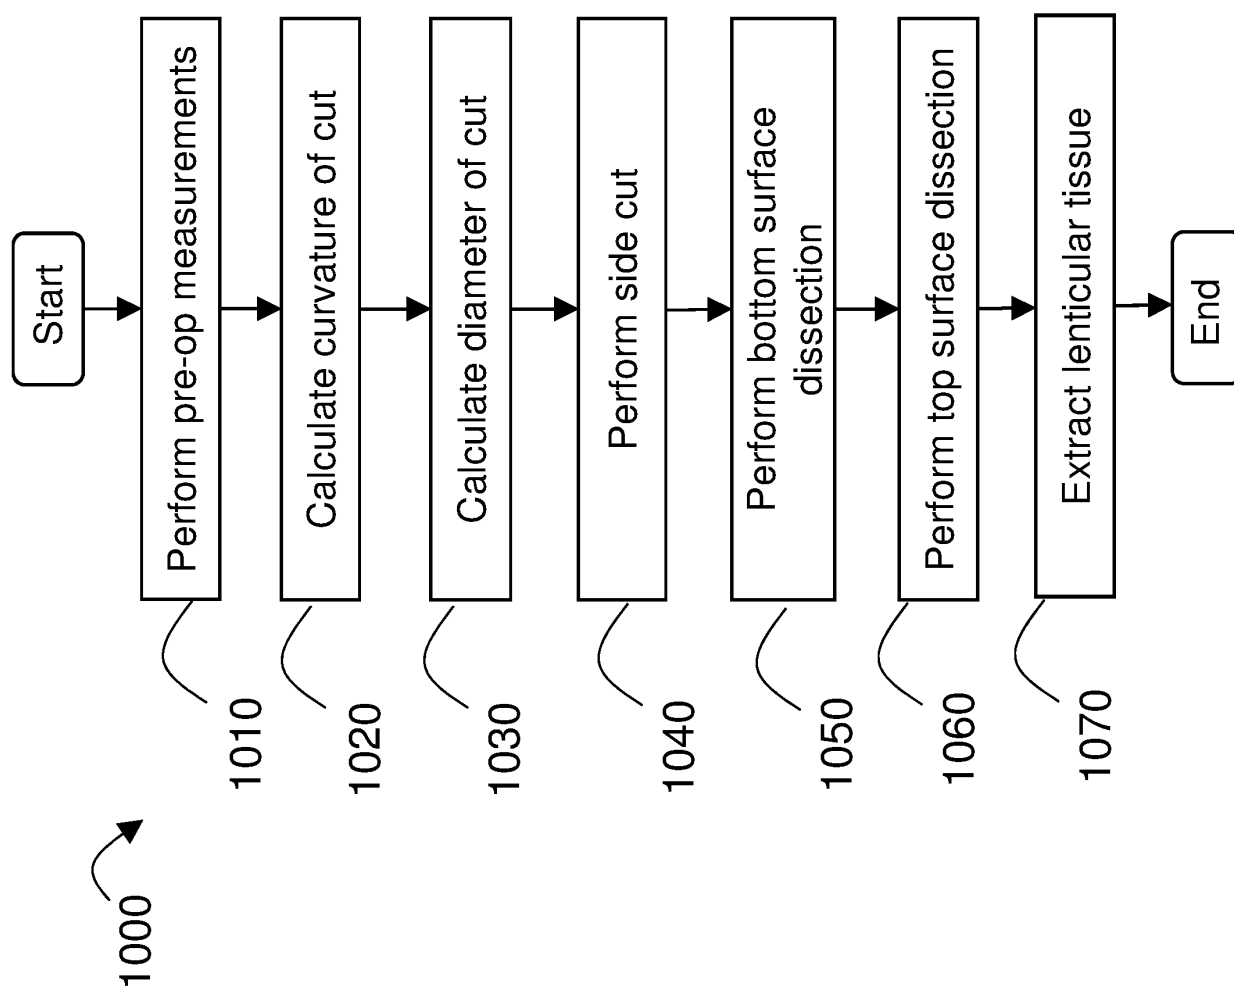 1000
Start
1010
Perform pre-op measurements
1020
Calculate curvature of cut
1030
Calculate diameter of cut
1040
Perform side cut
1050
Perform bottom surface
dissection
1060
Perform top surface dissection
1070
Extract lenticular tissue
End